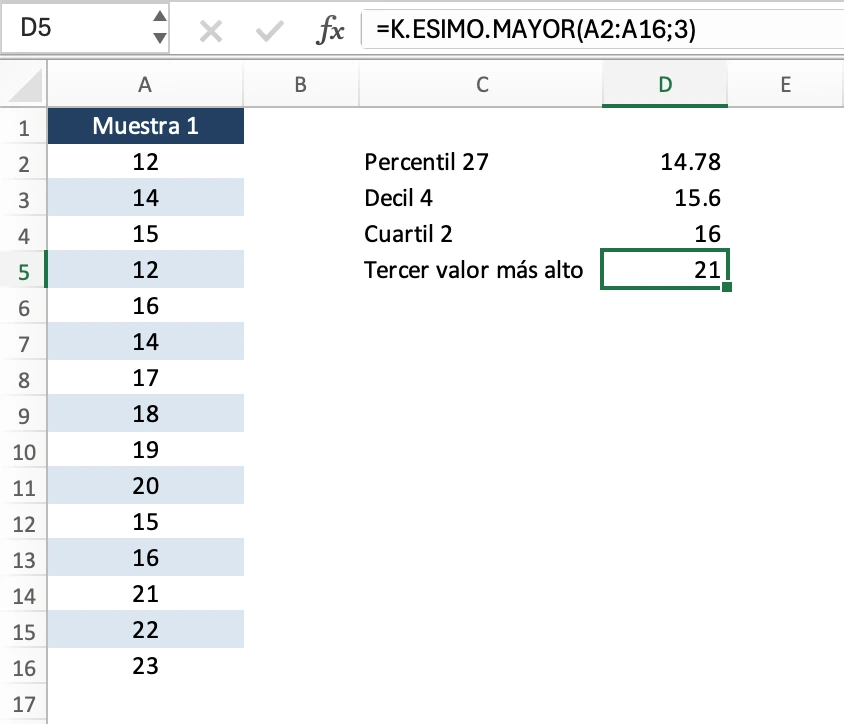 D5 fx =K.ESIMO.MAYOR(A2:A16;3)
A B C D E
1 Muestra 1
2 12 Percentil 27 14.78
3 14 Decil 4 15.6
4 15 Cuartil 2 16
5 12 Tercer valor más alto 21
6 16
7 14
8 17
9 18
10 19
11 20
12 15
13 16
14 21
15 22
16 23
17